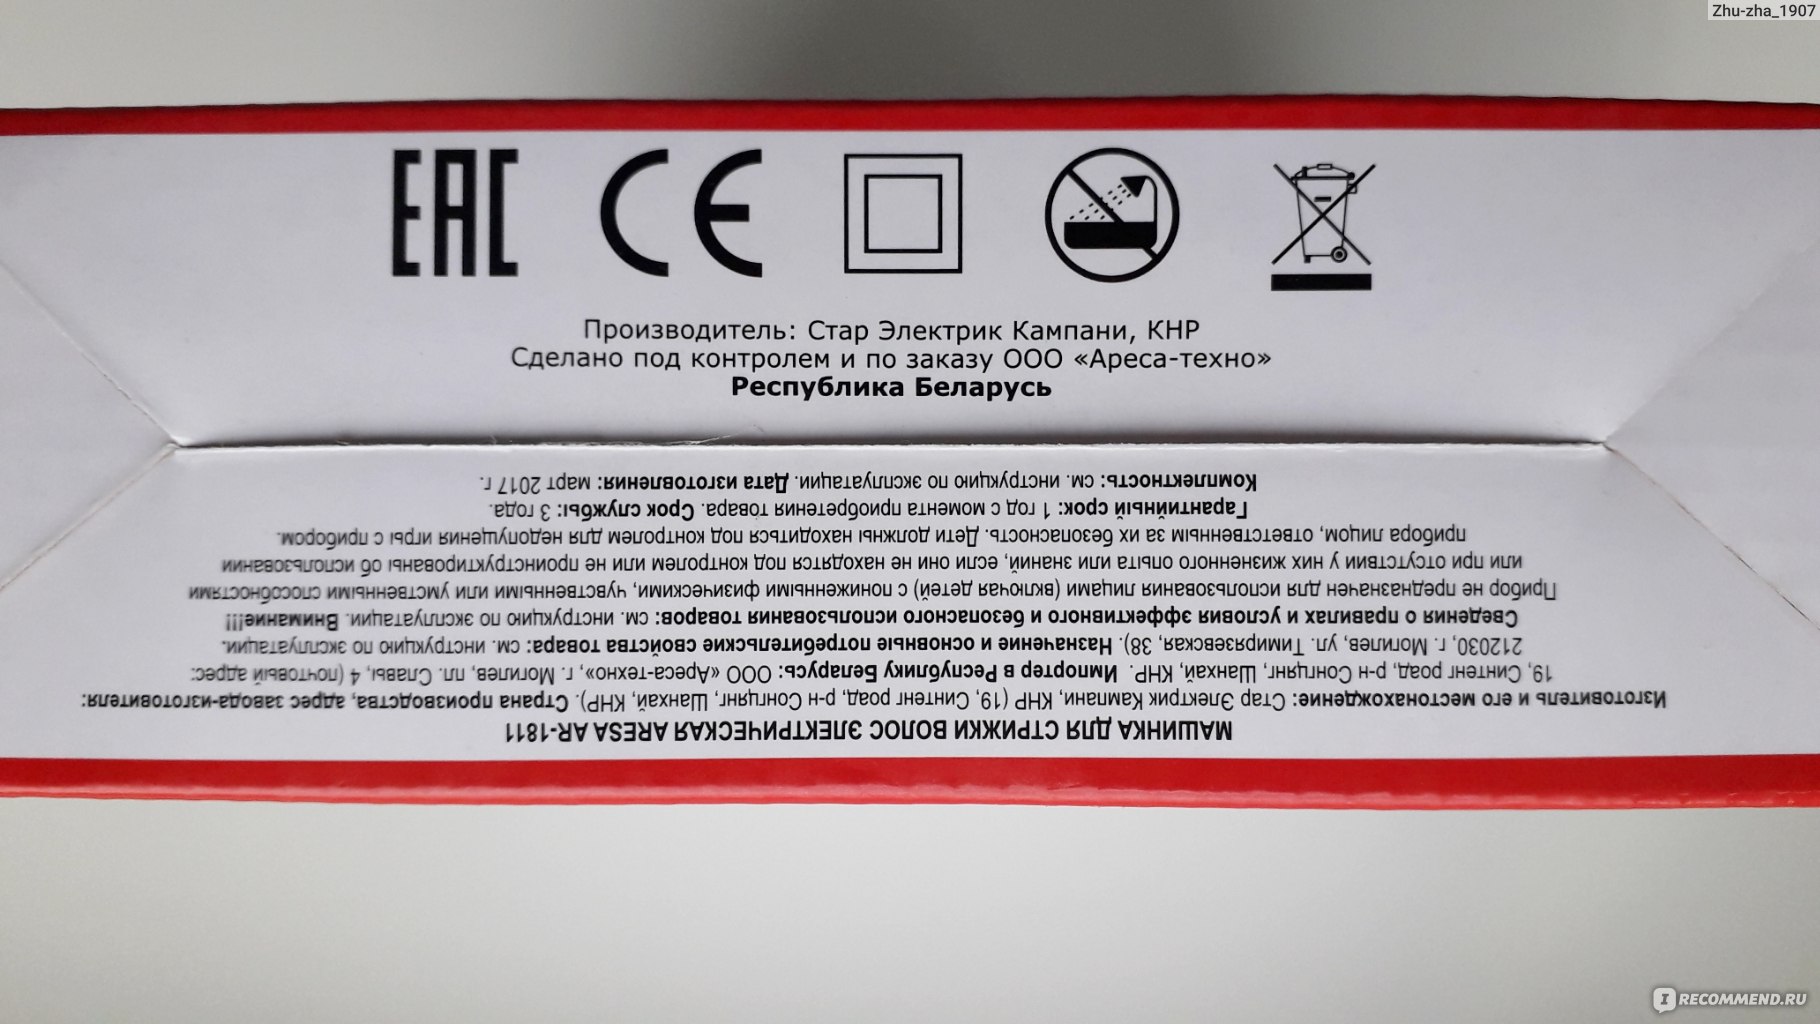 Zhu-zha_1907
EAC CE
Производитель: Стар Электрик Кампани, КНР
Сделано под контролем и по заказу ООО «Ареса-техно»
Республика Беларусь
МАШИНКА ДЛЯ СТРИЖКИ ВОЛОС ЭЛЕКТРИЧЕСКАЯ ARESA AR-1811
Изготовитель и его местонахождение: Стар Электрик Кампани, КНР (19, Синтенг роад, р-н Сонгцянг, Шанхай, КНР). Страна производства, адрес завода-изготовителя:
19, Синтенг роад, р-н Сонгцянг, Шанхай, КНР. Импортер в Республику Беларусь: ООО «Ареса-техно», г. Могилев, пл. Славы, 4 (почтовый адрес:
212030, г. Могилев, ул. Тимирязевская, 38). Назначение и основные потребительские свойства товара: см. инструкцию по эксплуатации.
Сведения о правилах и условия эффективного и безопасного использования товаров: см. инструкцию по эксплуатации. Внимание!!!
Прибор не предназначен для использования лицами (включая детей) с пониженными физическими, чувственными или умственными способностями
или при отсутствии у них жизненного опыта или знаний, если они не находятся под контролем или не проинструктированы об использовании
прибора лицом, ответственным за их безопасность. Дети должны находиться под контролем для недопущения игры с прибором.
Гарантийный срок: 1 год с момента приобретения товара. Срок службы: 3 года.
Комплектность: см. инструкцию по эксплуатации. Дата изготовления: март 2017 г.
IRECOMMEND.RU